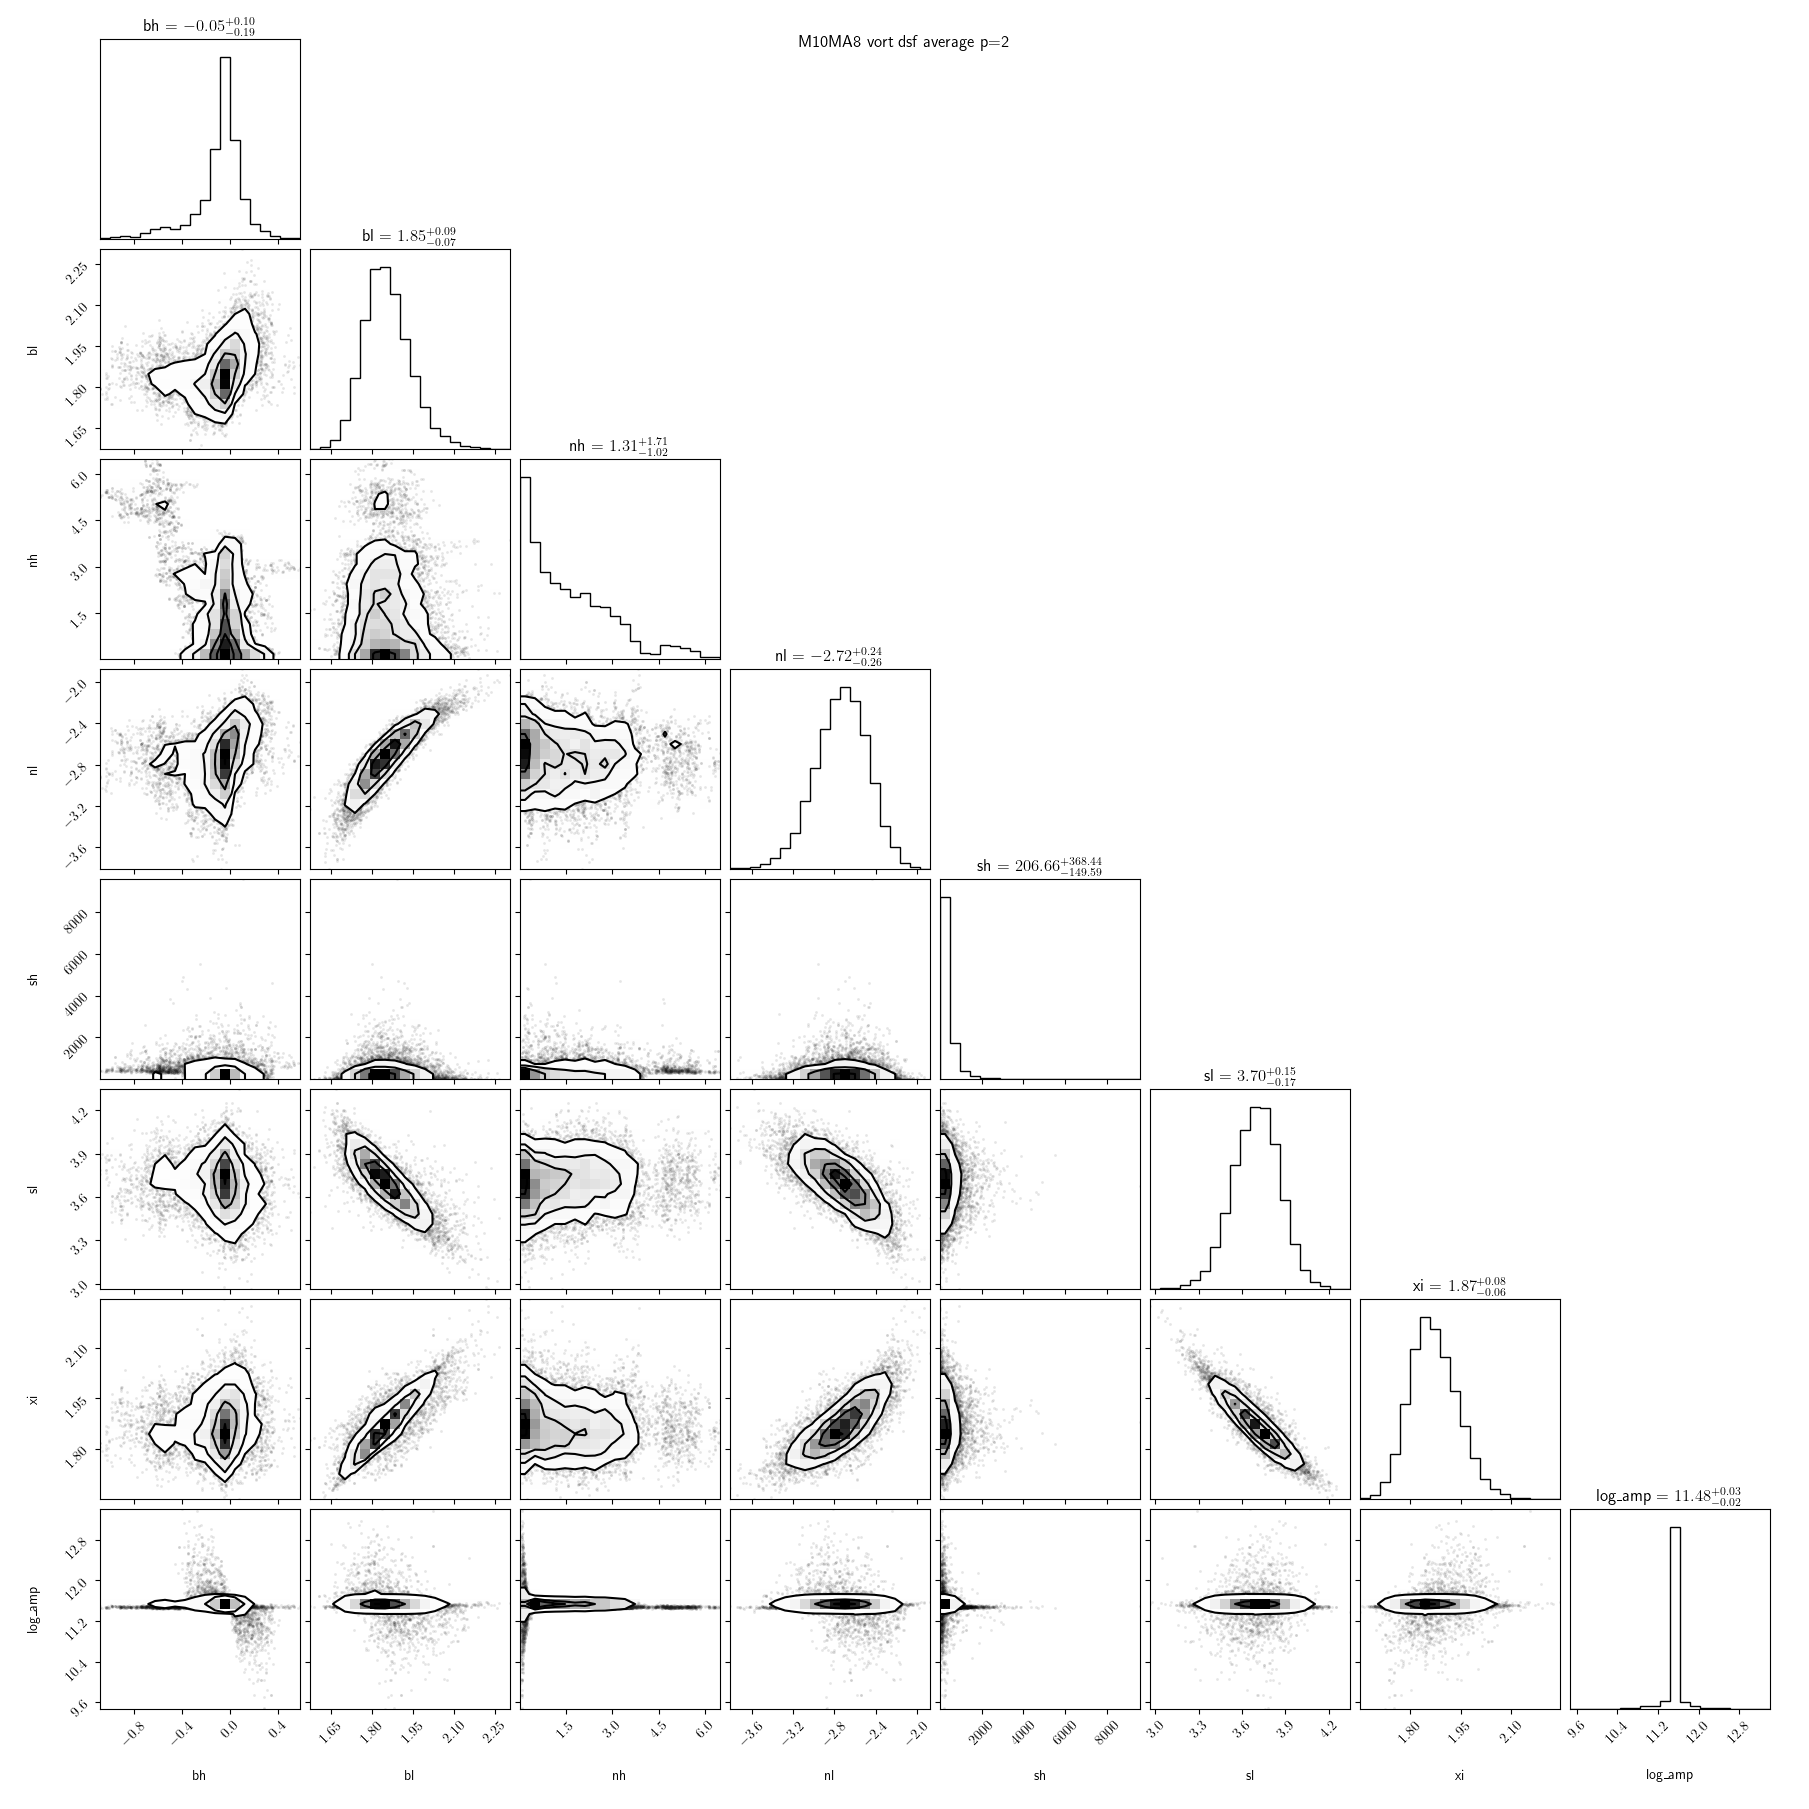 bh = −0.05+0.10−0.19
M10MA8 vort dsf average p=2
bl = 1.85+0.09−0.07
2.25
2.10
1.95
1.80
1.65
bl
nh = 1.31+1.71−1.02
6.0
4.5
3.0
1.5
nh
nl = −2.72+0.24−0.26
−2.0
−2.4
−2.8
−3.2
−3.6
nl
sh = 206.66+368.44−149.59
8000
6000
4000
2000
sh
sl = 3.70+0.15−0.17
4.2
3.9
3.6
3.3
3.0
sl
xi = 1.87+0.08−0.06
2.10
1.95
1.80
xi
log_amp = 11.48+0.03−0.02
12.8
12.0
11.2
10.4
9.6
log_amp
−0.8 −0.4 0.0 0.4 1.65 1.80 1.95 2.10 2.25 1.5 3.0 4.5 6.0 −3.6 −3.2 −2.8 −2.4 −2.0 2000 4000 6000 8000 3.0 3.3 3.6 3.9 4.2 1.80 1.95 2.10 9.6 10.4 11.2 12.0 12.8
bh bl nh nl sh sl xi log_amp